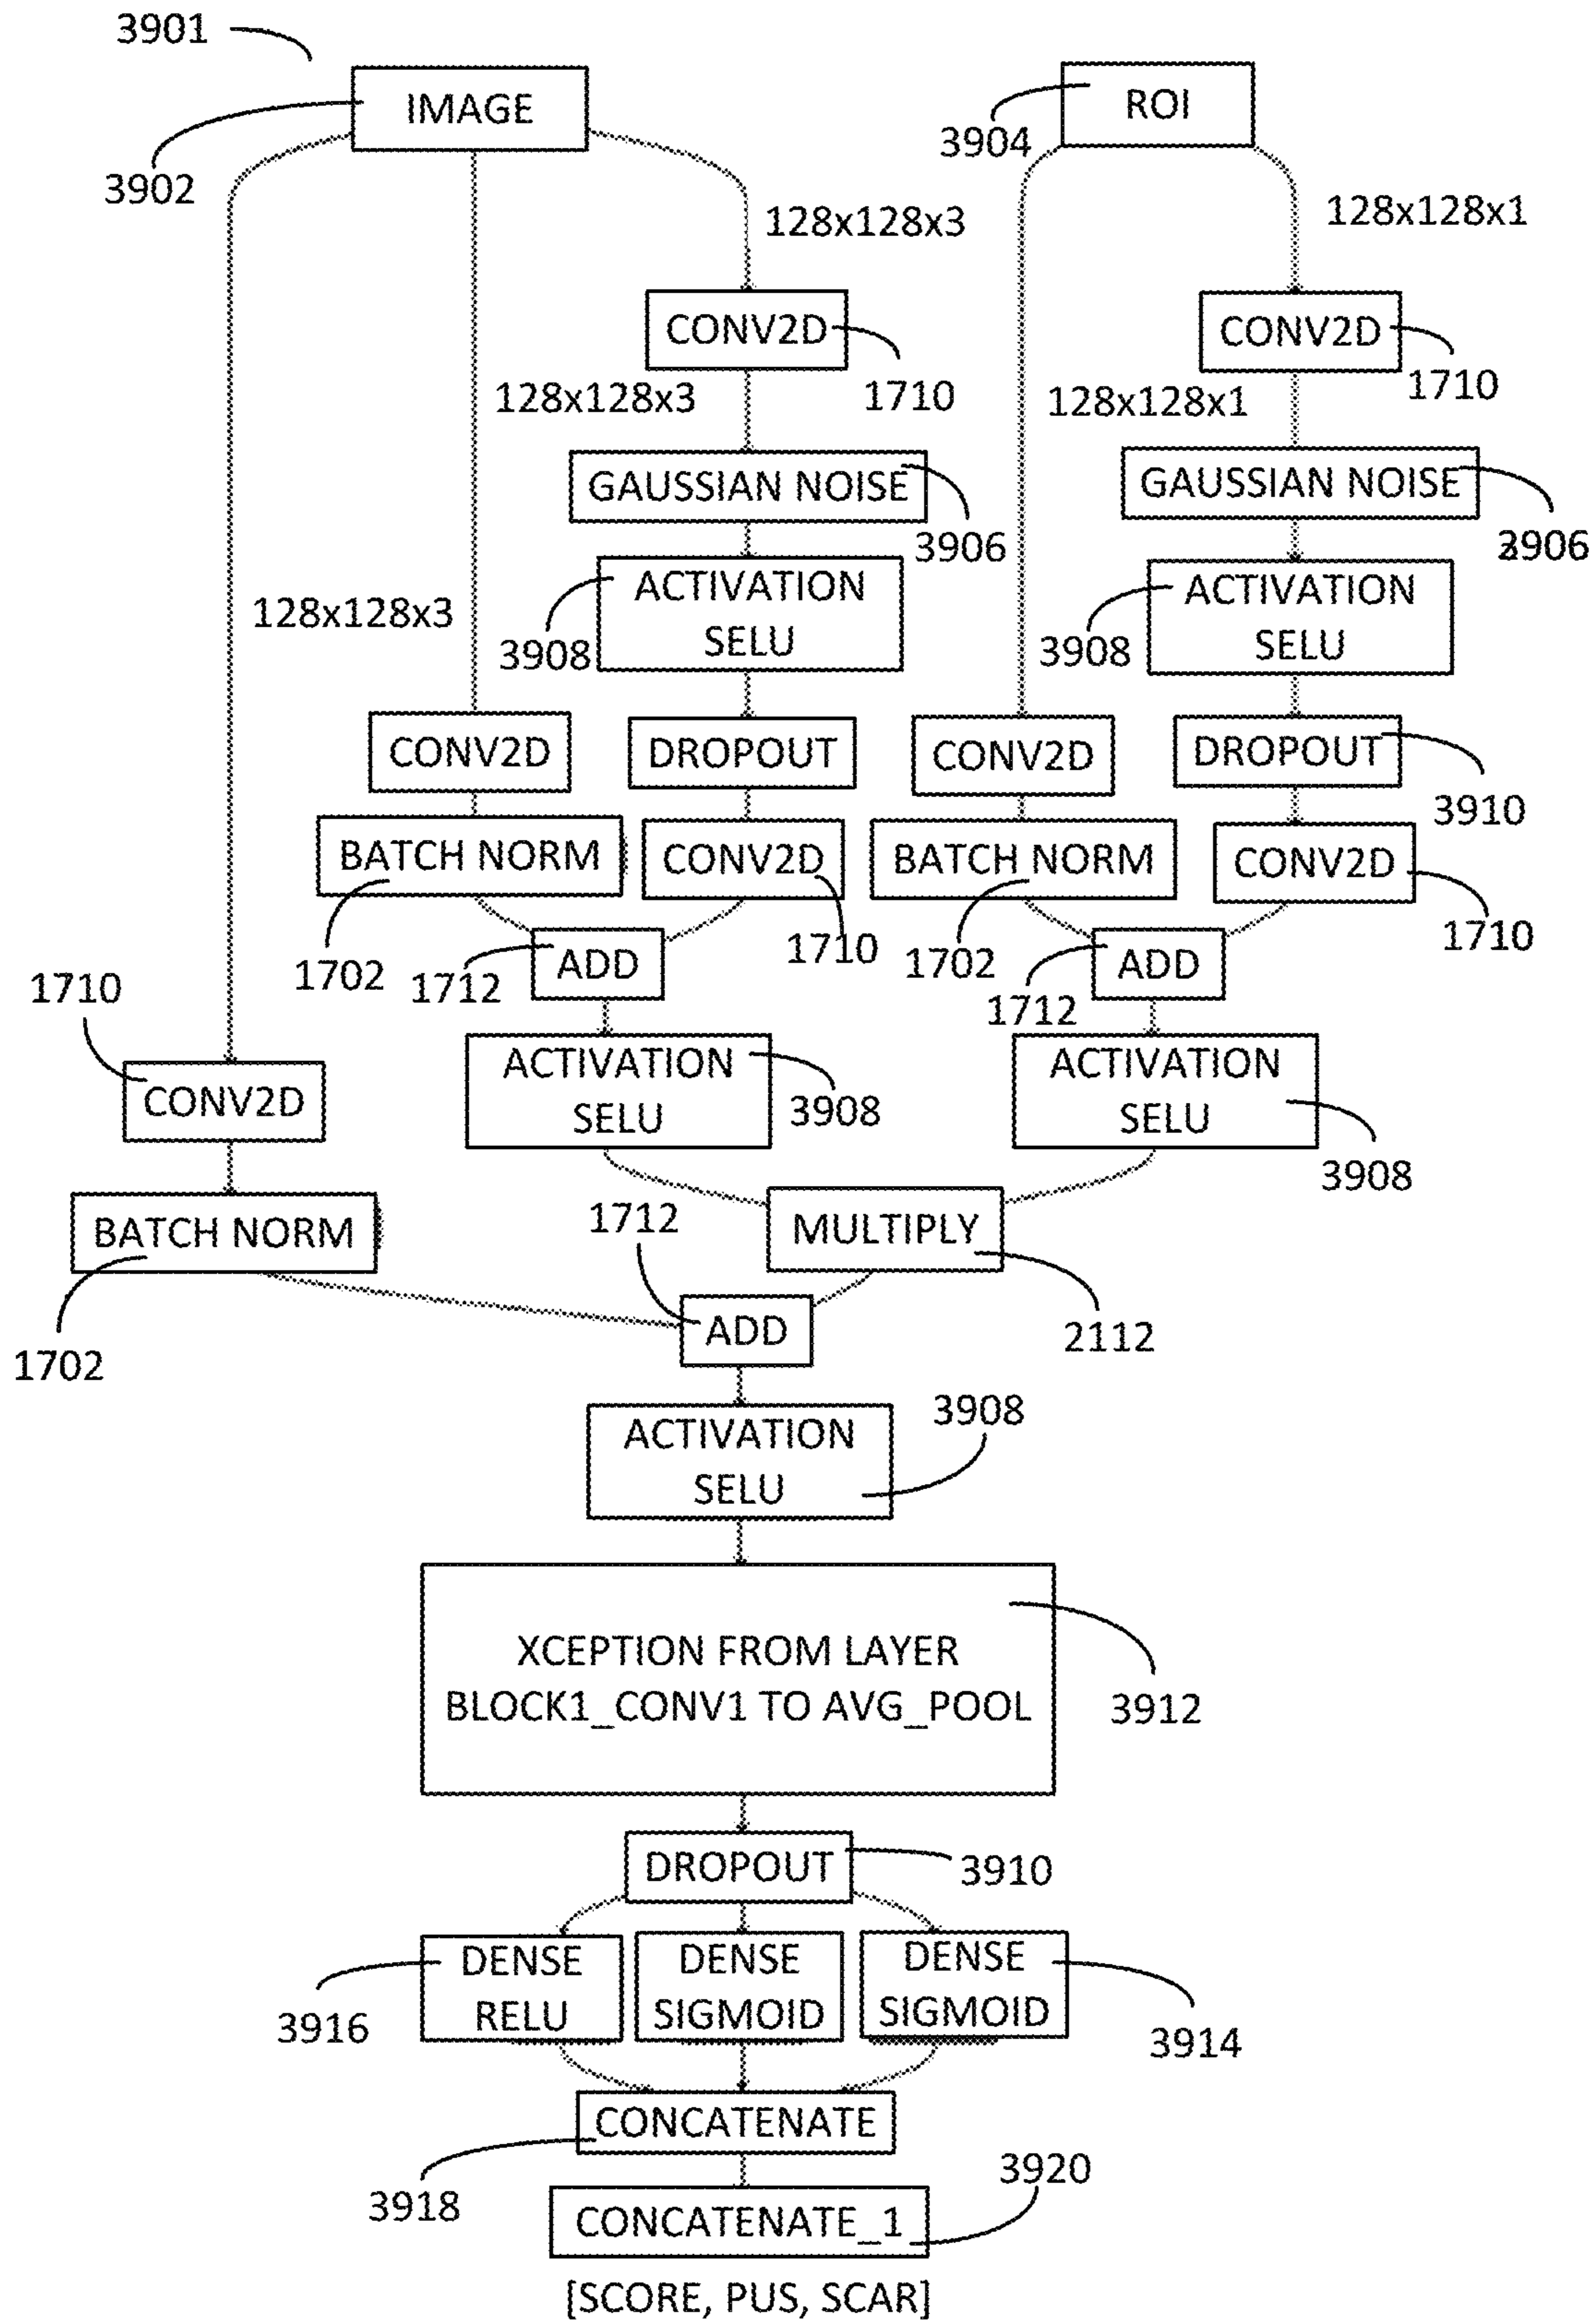 3901
IMAGE
ROI
3902
3904
128x128x3
128x128x1
CONV2D
CONV2D
1710
1710
128x128x3
128x128x1
GAUSSIAN NOISE
GAUSSIAN NOISE
3906
3906
ACTIVATION
SELU
ACTIVATION
SELU
128x128x3
3908
3908
CONV2D
DROPOUT
CONV2D
DROPOUT
3910
BATCH NORM
CONV2D
BATCH NORM
CONV2D
1702
1712
ADD
1710
1702
1712
ADD
1710
1710
CONV2D
ACTIVATION
SELU
3908
ACTIVATION
SELU
3908
BATCH NORM
1712
MULTIPLY
1702
ADD
2112
ACTIVATION
SELU
3908
XCEPTION FROM LAYER
BLOCK1_CONV1 TO AVG_POOL
3912
DROPOUT
3910
DENSE
RELU
DENSE
SIGMOID
DENSE
SIGMOID
3916
3914
CONCATENATE
3918
3920
CONCATENATE_1
[SCORE, PUS, SCAR]